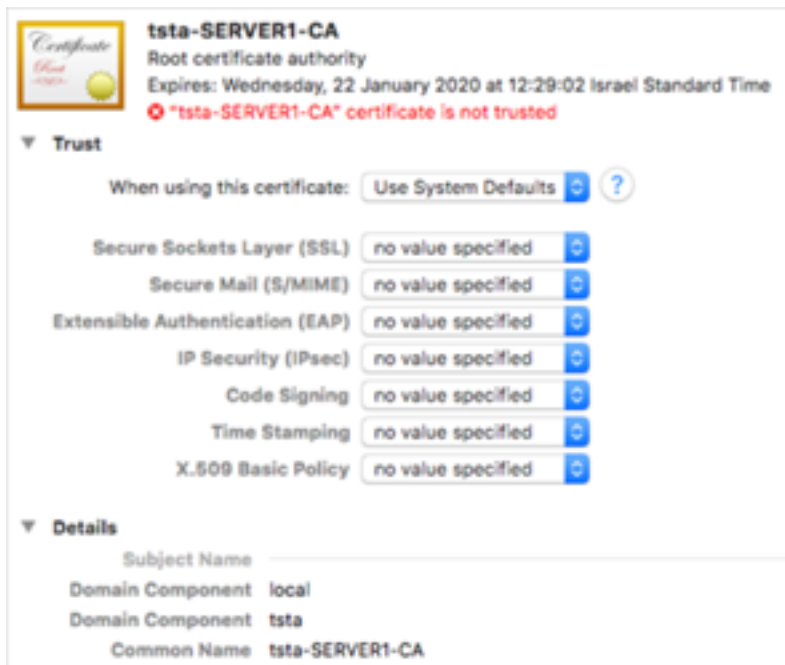 Certificate
Root
tsta-SERVER1-CA
Root certificate authority
Expires: Wednesday, 22 January 2020 at 12:29:02 Israel Standard Time
"tsta-SERVER1-CA" certificate is not trusted
Trust
When using this certificate: Use System Defaults ?
Secure Sockets Layer (SSL) no value specified
Secure Mail (S/MIME) no value specified
Extensible Authentication (EAP) no value specified
IP Security (IPsec) no value specified
Code Signing no value specified
Time Stamping no value specified
X.509 Basic Policy no value specified
Details
Subject Name
Domain Component local
Domain Component tsta
Common Name tsta-SERVER1-CA